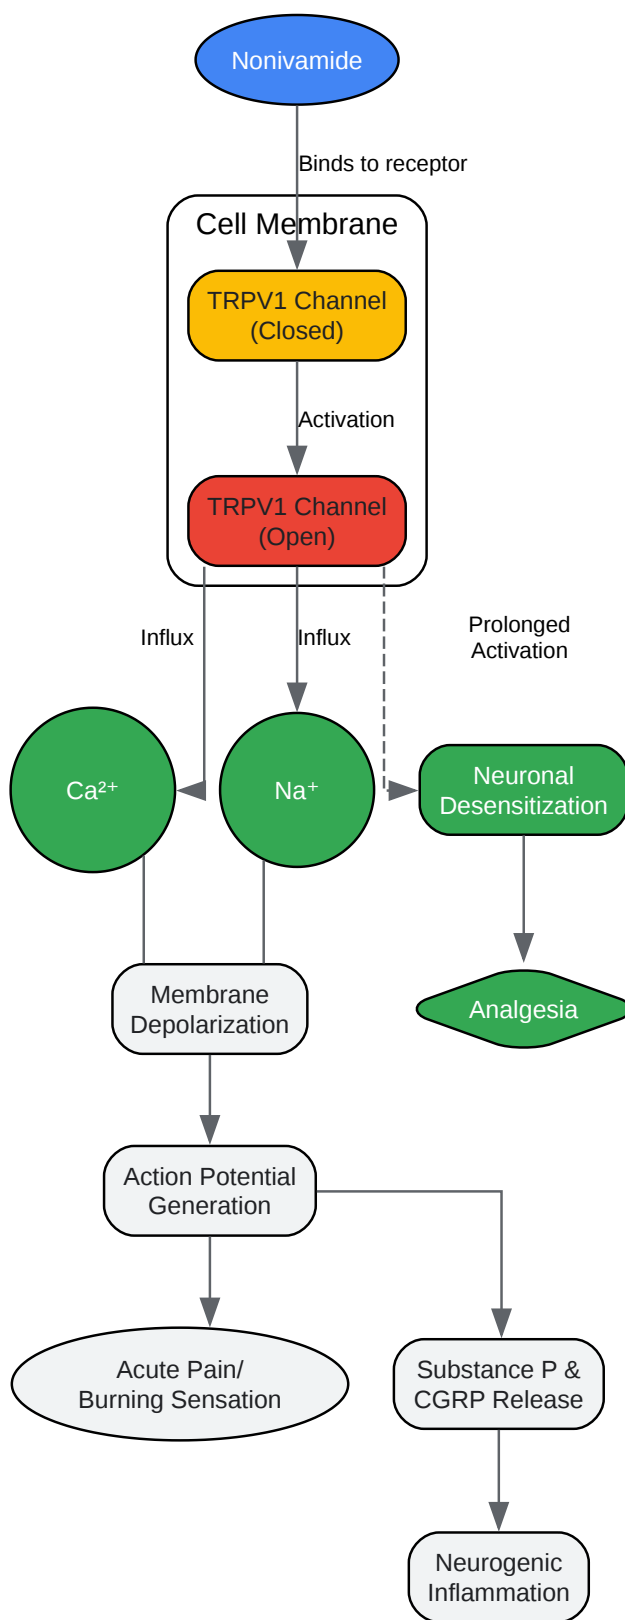 Nonivamide
Binds to receptor
Cell Membrane
TRPV1 Channel
(Closed)
Activation
TRPV1 Channel
(Open)
Influx
Influx
Prolonged
Activation
Ca²⁺
Na⁺
Neuronal
Desensitization
Membrane
Depolarization
Analgesia
Action Potential
Generation
Acute Pain/
Burning Sensation
Substance P &
CGRP Release
Neurogenic
Inflammation